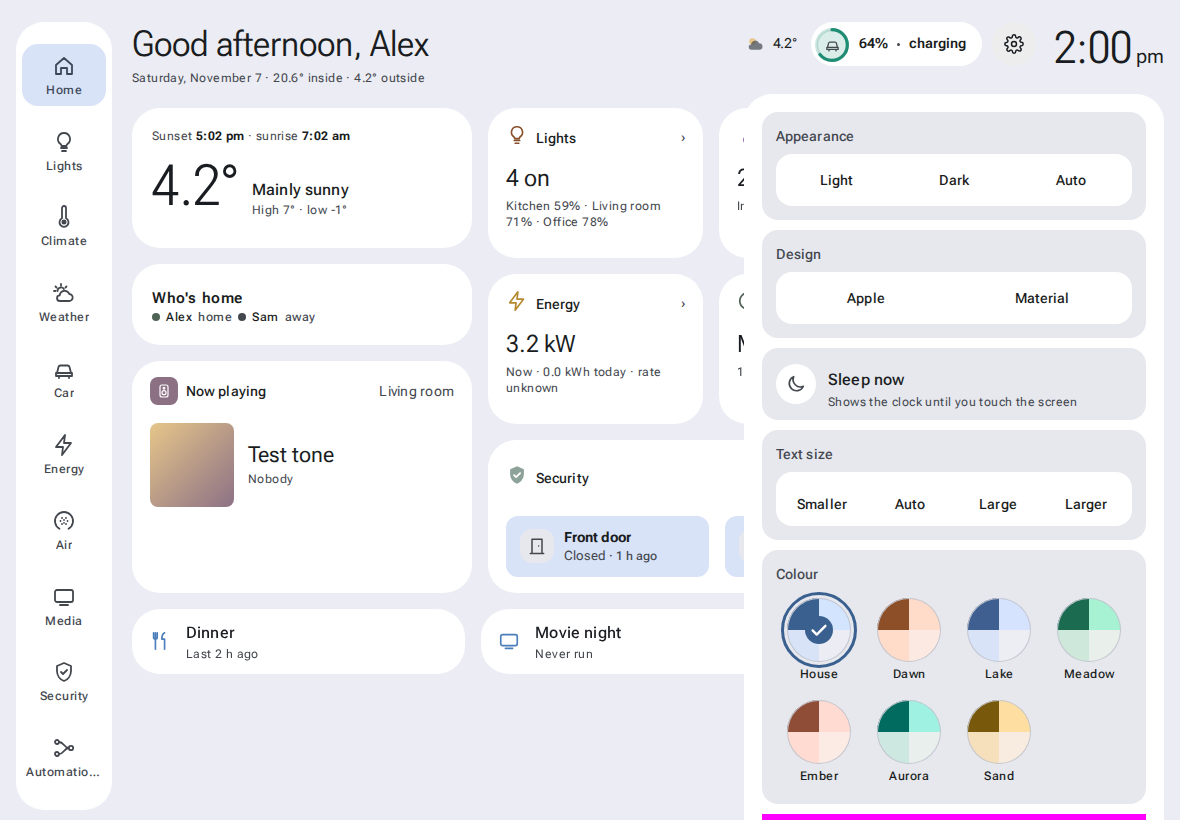 Good afternoon, Alex
Saturday, November 7 · 20.6° inside · 4.2° outside
4.2°
64% · charging
2:00 pm
Home
Lights
Climate
Weather
Car
Energy
Air
Media
Security
Automatio...
Sunset 5:02 pm · sunrise 7:02 am
4.2°
Mainly sunny
High 7° · low -1°
Who's home
Alex home Sam away
Now playing
Living room
Test tone
Nobody
Lights ›
4 on
Kitchen 59% · Living room
71% · Office 78%
Energy ›
3.2 kW
Now · 0.0 kWh today · rate
unknown
Security
Front door
Closed · 1 h ago
Dinner
Last 2 h ago
Movie night
Never run
Appearance
Light Dark Auto
Design
Apple Material
Sleep now
Shows the clock until you touch the screen
Text size
Smaller Auto Large Larger
Colour
House Dawn Lake Meadow
Ember Aurora Sand